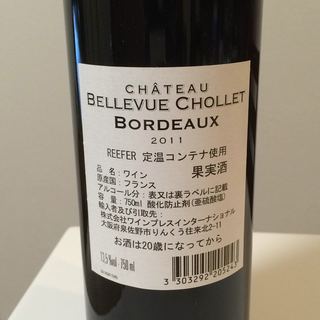 CHÂTEAU
BELLEVUE CHOLLET
BORDEAUX
2011
REEFER 定温コンテナ使用
品名：ワイン 果実酒
原産国：フランス
アルコール分：表又は裏ラベルに記載
容量：750ml 酸化防止剤(亜硫酸塩)
輸入者及び引取先：
株式会社ワインプレスインターナショナル
大阪府泉佐野市りんくう往来北2-11
お酒は20歳になってから
13,5 %vol - 750 ml
3 303292 205243